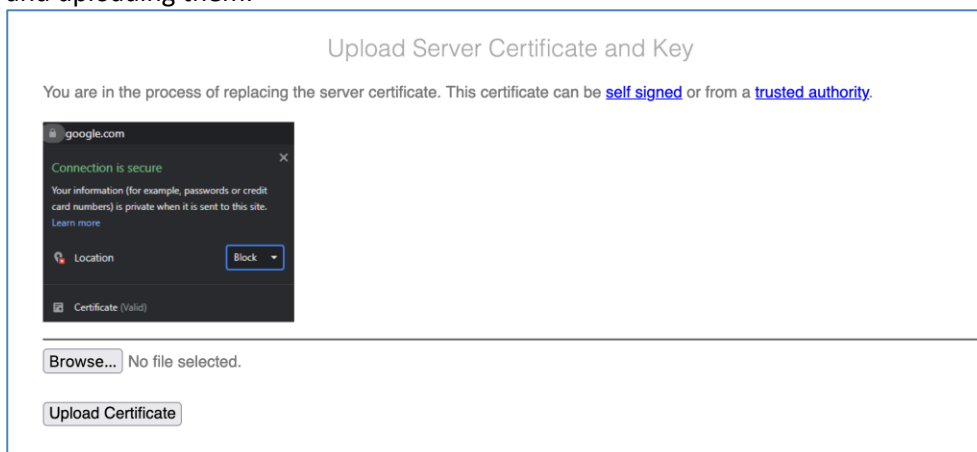 and uploading them.
Upload Server Certificate and Key
You are in the process of replacing the server certificate. This certificate can be self signed or from a trusted authority.
google.com
Connection is secure
Your information (for example, passwords or credit
card numbers) is private when it is sent to this site.
Learn more
Location
Block
Certificate (Valid)
Browse... No file selected.
Upload Certificate